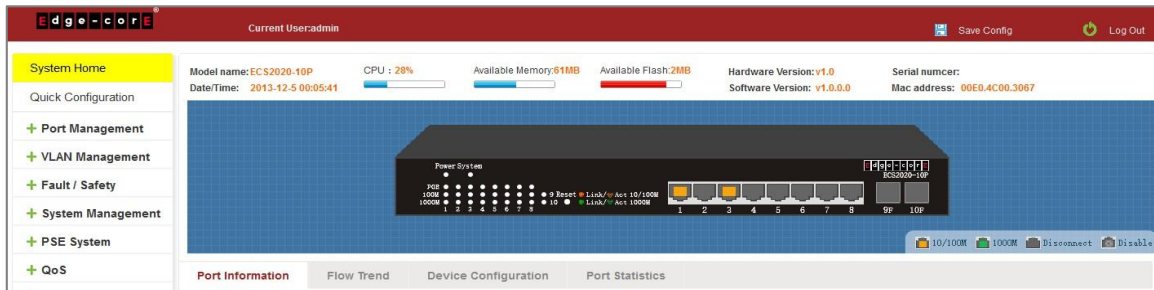 Edge-corE®
Current User:admin
Save Config
Log Out
System Home
Quick Configuration
Port Management
VLAN Management
Fault / Safety
System Management
PSE System
QoS
Model name:ECS2020-10P CPU : 28% Available Memory:61MB Available Flash:2MB Hardware Version:v1.0 Serial numcer:
Date/Time: 2013-12-5 00:05:41 Software Version: v1.0.0.0 Mac address: 00E0.4C00.3067
Power System
Edge-corE
ECS2020-10P
POE
100M 9 Reset Link/ Act 10/100M
1000M 10 Link/ Act 1000M
1 2 3 4 5 6 7 8
1 2 3 4 5 6 7 8 9F 10F
10/100M 1000M Disconnect Disable
Port Information Flow Trend Device Configuration Port Statistics